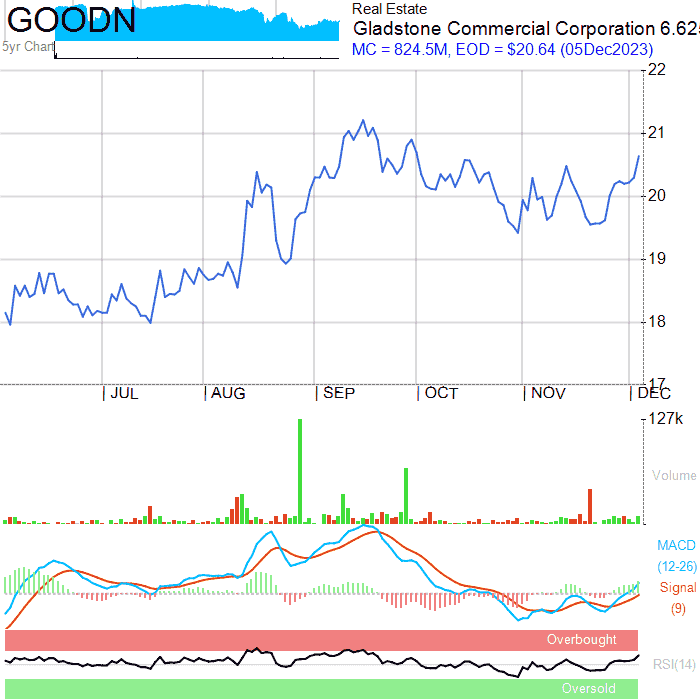 GOODN
Real Estate
Gladstone Commercial Corporation 6.62
5yr Chart
MC = 824.5M, EOD = $20.64 (05Dec2023)
22
21
20
19
18
17
JUL AUG SEP OCT NOV DEC
127k
Volume
MACD
(12-26)
Signal
(9)
Overbought
RSI(14)
Oversold